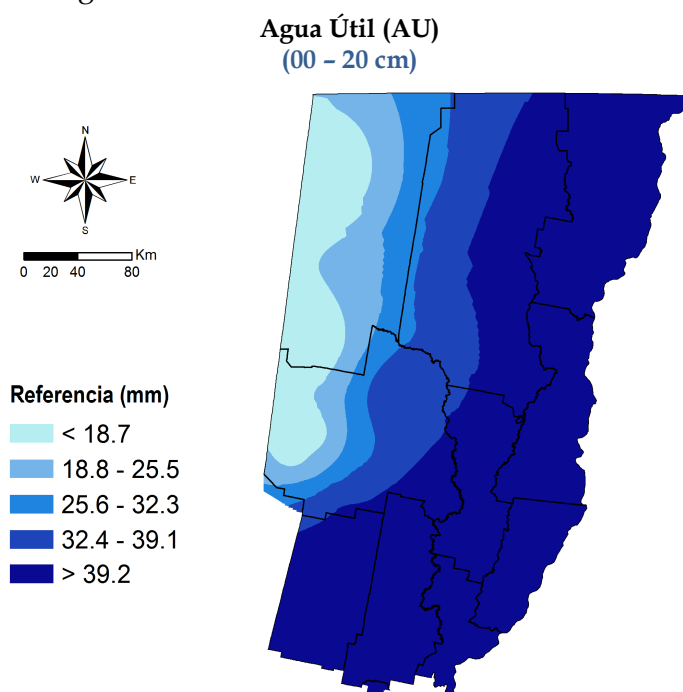 Agua Útil (AU)
(00 – 20 cm)
N
W
E
S
Km
0 20 40 80
Referencia (mm)
< 18.7
18.8 - 25.5
25.6 - 32.3
32.4 - 39.1
> 39.2